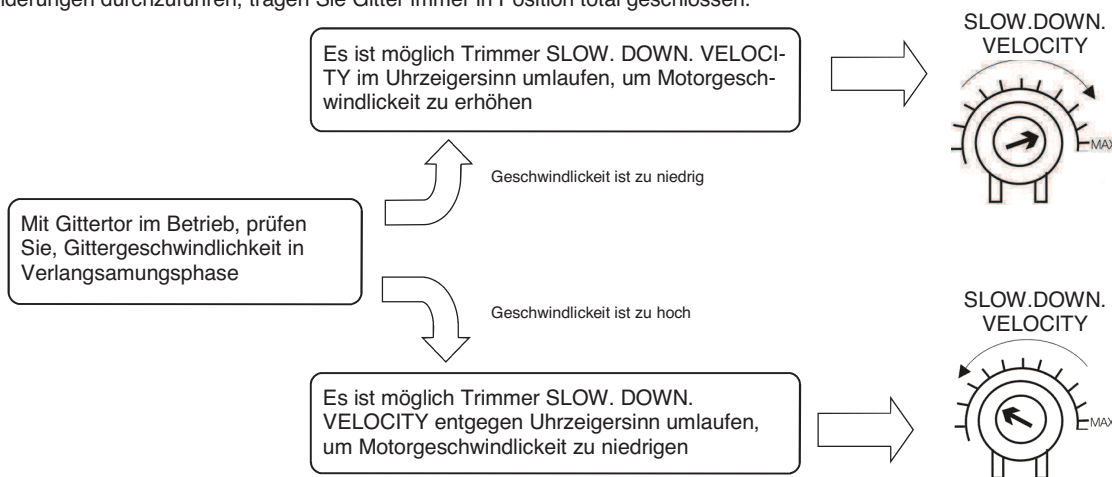 nderungen durchzuführen, tragen Sie Gitter immer in Position total geschlossen.
Es ist möglich Trimmer SLOW. DOWN. VELOCI-
TY im Uhrzeigersinn umlaufen, um Motorgesch-
windlickeit zu erhöhen
SLOW.DOWN.
VELOCITY
MAX
Geschwindlickeit ist zu niedrig
Mit Gittertor im Betrieb, prüfen
Sie, Gittergeschwindlichkeit in
Verlangsamungsphase
Geschwindlickeit ist zu hoch
SLOW.DOWN.
VELOCITY
MAX
Es ist möglich Trimmer SLOW. DOWN.
VELOCITY entgegen Uhrzeigersinn umlaufen,
um Motorgeschwindlickeit zu niedrigen